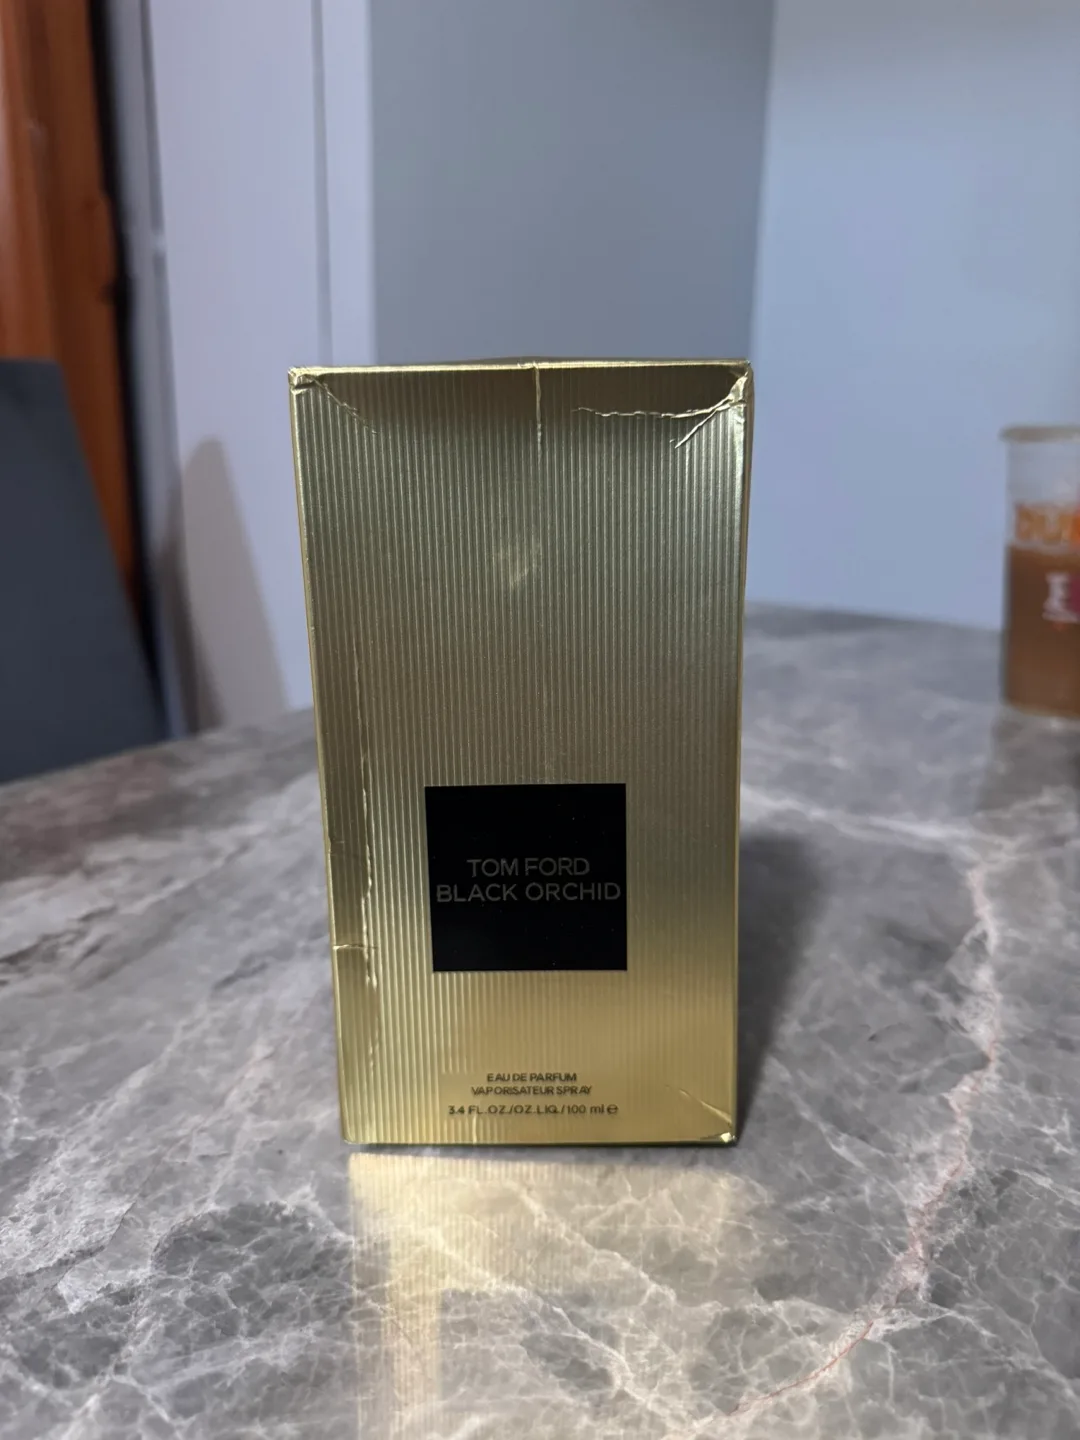 TOM FORD
BLACK ORCHID
EAU DE PARFUM
VAPORISATEUR SPRAY
3.4 FL.OZ./OZ.LIQ./100 ml ℮